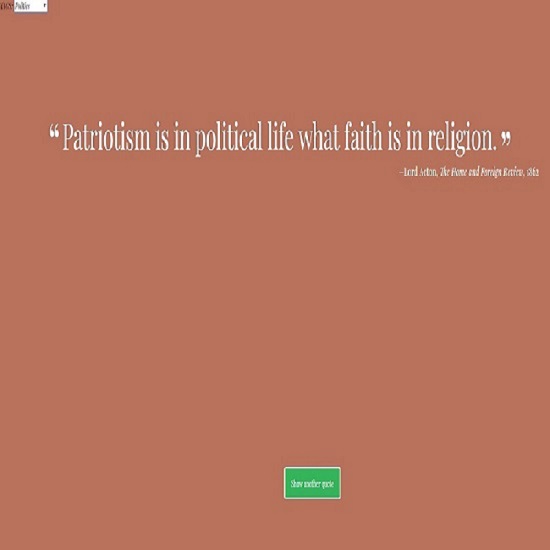 Politics
“Patriotism is in political life what faith is in religion.”
–Lord Acton, The Home and Foreign Review, 1862
Show another quote